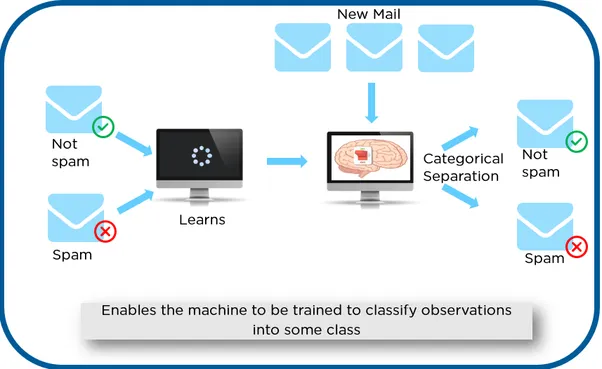 New Mail
Not
spam
Spam
Learns
Categorical
Separation
Not
spam
Spam
Enables the machine to be trained to classify observations
into some class